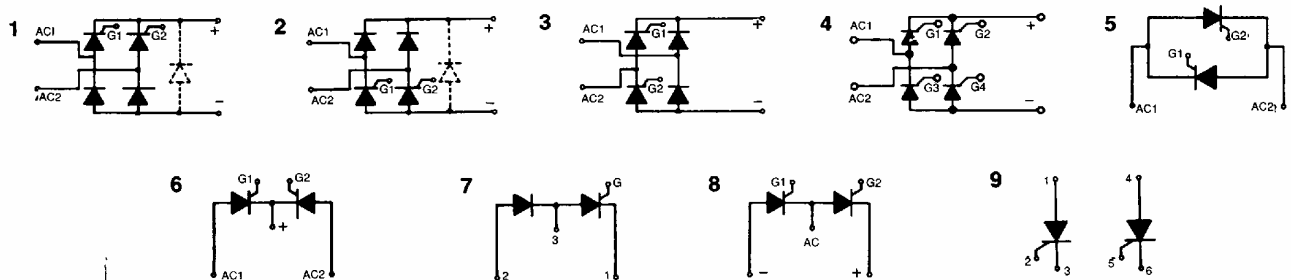 1 AC1 G1 G2 + AC2 −
2 AC1 + G1 G2 AC2 −
3 G1 + AC1 AC2 G2 −
4 AC1 G1 G2 + AC2 G3 G4 −
5 G2 G1 AC1 AC2
6 G1 G2 + AC1 AC2
7 G 3 2 1
8 G1 G2 AC − +
9 1 4 2 3 5 6